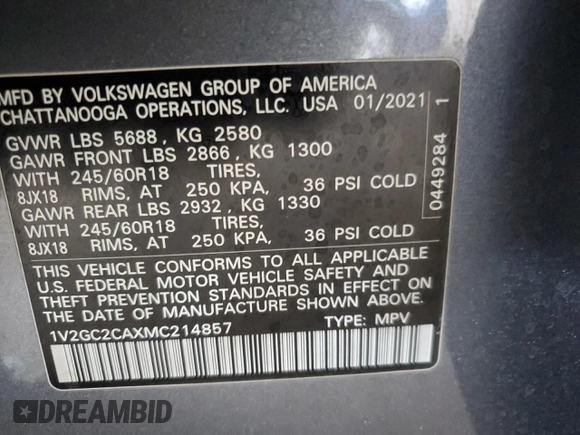 MFD BY VOLKSWAGEN GROUP OF AMERICA
CHATTANOOGA OPERATIONS, LLC. USA 01/2021
GVWR LBS 5688, KG 2580
GAWR FRONT LBS 2866, KG 1300
WITH 245/60R18 TIRES,
8JX18 RIMS, AT 250 KPA, 36 PSI COLD
GAWR REAR LBS 2932, KG 1330
WITH 245/60R18 TIRES,
8JX18 RIMS, AT 250 KPA, 36 PSI COLD
THIS VEHICLE CONFORMS TO ALL APPLICABLE
U.S. FEDERAL MOTOR VEHICLE SAFETY AND
THEFT PREVENTION STANDARDS IN EFFECT ON
THE DATE OF MANUFACTURE SHOWN ABOVE.
1V2GC2CAXMC214857 TYPE: MPV
0449284 1
DREAMBID